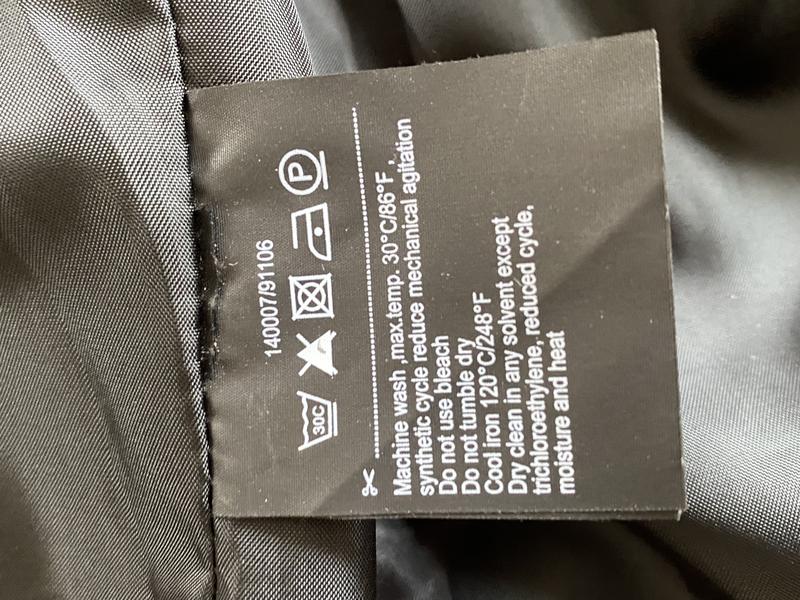 140007/91106
30C P
Machine wash ,max.temp. 30°C/86°F ,
synthetic cycle reduce mechanical agitation
Do not use bleach
Do not tumble dry
Cool iron 120°C/248°F
Dry clean in any solvent except
trichloroethylene, reduced cycle,
moisture and heat